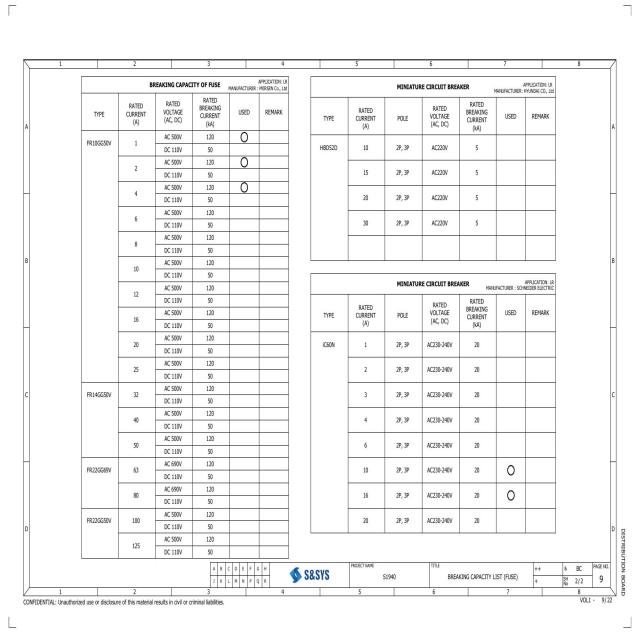 1 2 3 4 5 6 7 8
BREAKING CAPACITY OF FUSE
APPLICATION: LR
MANUFACTURER : MERSEN Co., Ltd
TYPE RATED CURRENT (A) RATED VOLTAGE (AC, DC) RATED BREAKING CURRENT (kA) USED REMARK
FR10GG50V 1 AC 500V 120 O
DC 110V 50
2 AC 500V 120 O
DC 110V 50
4 AC 500V 120 O
DC 110V 50
6 AC 500V 120
DC 110V 50
8 AC 500V 120
DC 110V 50
10 AC 500V 120
DC 110V 50
12 AC 500V 120
DC 110V 50
16 AC 500V 120
DC 110V 50
20 AC 500V 120
DC 110V 50
25 AC 500V 120
DC 110V 50
FR14GG50V 32 AC 500V 120
DC 110V 50
40 AC 500V 120
DC 110V 50
50 AC 500V 120
DC 110V 50
FR22GG69V 63 AC 690V 120
DC 110V 50
80 AC 690V 120
DC 110V 50
FR22GG50V 100 AC 500V 120
DC 110V 50
125 AC 500V 120
DC 110V 50
MINIATURE CIRCUIT BREAKER
APPLICATION: LR
MANUFACTURER: HYUNDAI CO., Ltd
TYPE RATED CURRENT (A) POLE RATED VOLTAGE (AC, DC) RATED BREAKING CURRENT (kA) USED REMARK
HBD52D 10 2P, 3P AC220V 5
15 2P, 3P AC220V 5
20 2P, 3P AC220V 5
30 2P, 3P AC220V 5
MINIATURE CIRCUIT BREAKER
APPLICATION: LR
MANUFACTURER : SCHNEIDER ELECTRIC
TYPE RATED CURRENT (A) POLE RATED VOLTAGE (AC, DC) RATED BREAKING CURRENT (kA) USED REMARK
iC60N 1 2P, 3P AC230-240V 20
2 2P, 3P AC230-240V 20
3 2P, 3P AC230-240V 20
4 2P, 3P AC230-240V 20
6 2P, 3P AC230-240V 20
10 2P, 3P AC230-240V 20 O
16 2P, 3P AC230-240V 20 O
20 2P, 3P AC230-240V 20
A
B
C
D
A
B
C
D
A B C D E F G H
J K L M N P Q R
S&SYS
PROJECT NAME
S1940
TITLE
BREAKING CAPACITY LIST (FUSE)
++
+
& BC
2/2
PAGE NO.
9
DISTRIBUTION BOARD
1 2 3 4 5 6 7 8
CONFIDENTIAL: Unauthorized use or disclosure of this material results in civil or criminal liabilities.
VOL1 - 9/22